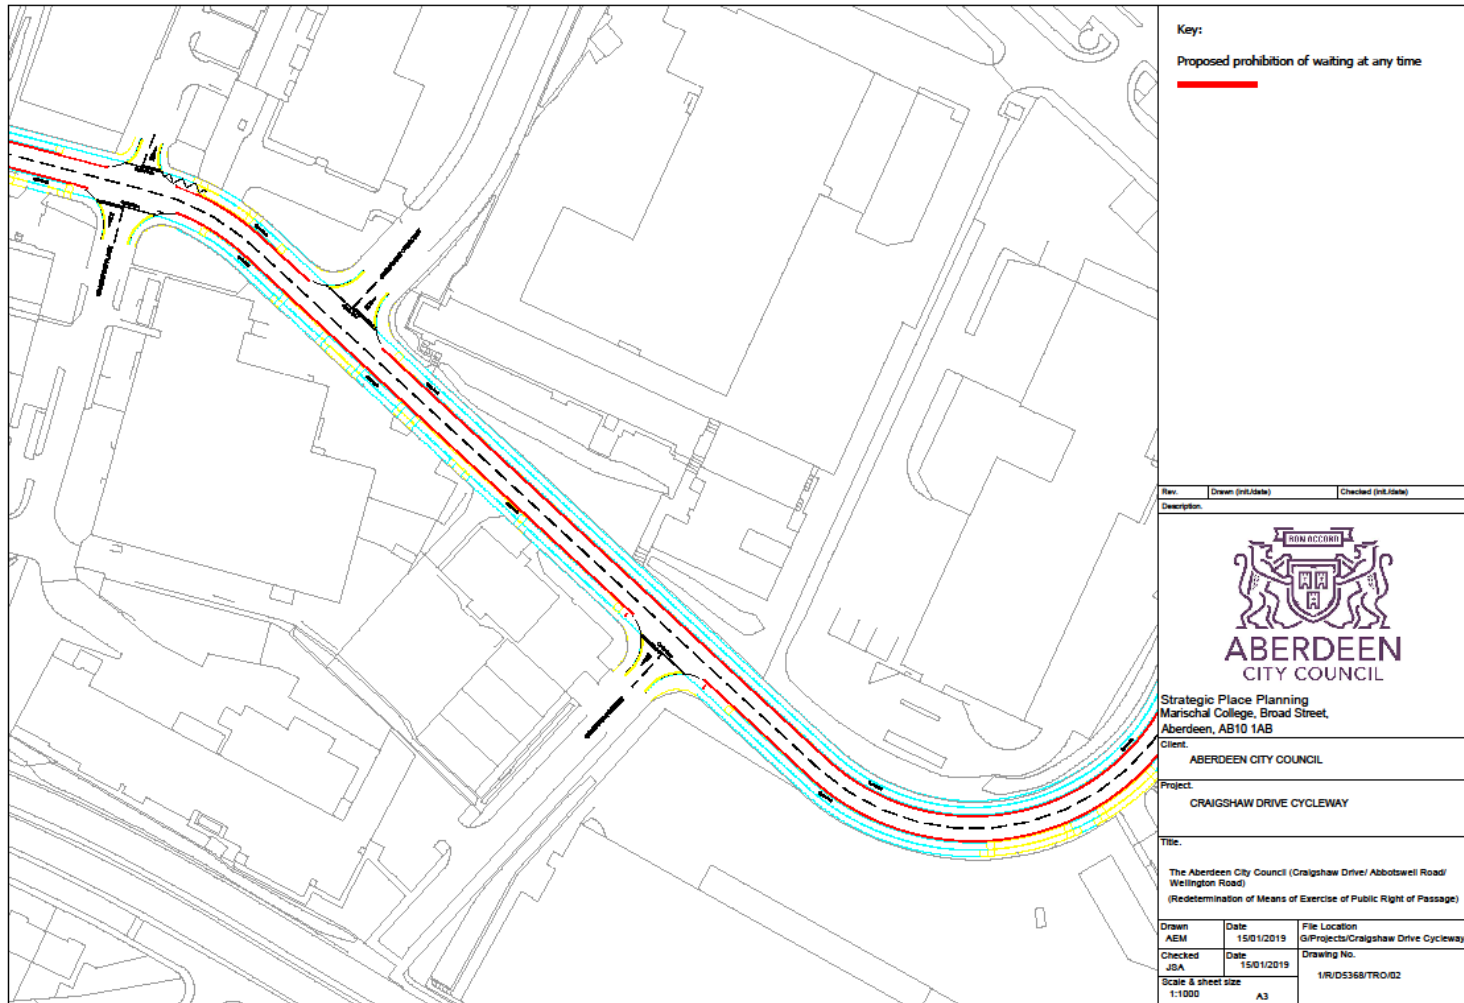 Key:
Proposed prohibition of waiting at any time
Rev.
Drawn (init./date)
Checked (init./date)
Description.
BON ACCORD
ABERDEEN
CITY COUNCIL
Strategic Place Planning
Marischal College, Broad Street,
Aberdeen, AB10 1AB
Client.
ABERDEEN CITY COUNCIL
Project.
CRAIGSHAW DRIVE CYCLEWAY
Title.
The Aberdeen City Council (Craigshaw Drive/ Abbotswell Road/
Wellington Road)
(Redetermination of Means of Exercise of Public Right of Passage)
Drawn
AEM
Date
15/01/2019
File Location
G/Projects/Craigshaw Drive Cycleway
Checked
JSA
Date
15/01/2019
Drawing No.
1/R/D5368/TRO/02
Scale & sheet size
1:1000
A3